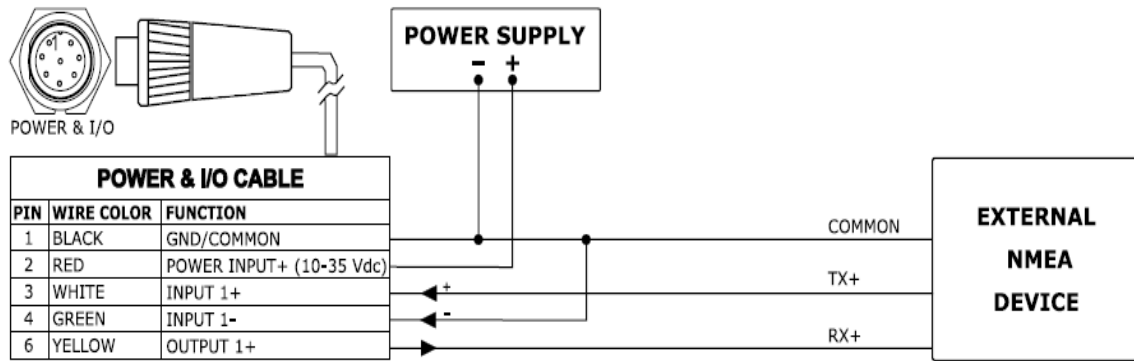 POWER SUPPLY
- +
1
POWER & I/O
POWER & I/O CABLE
PIN WIRE COLOR FUNCTION
1 BLACK GND/COMMON
2 RED POWER INPUT+ (10-35 Vdc)
3 WHITE INPUT 1+
4 GREEN INPUT 1-
6 YELLOW OUTPUT 1+
+
-
COMMON
TX+
RX+
EXTERNAL
NMEA
DEVICE